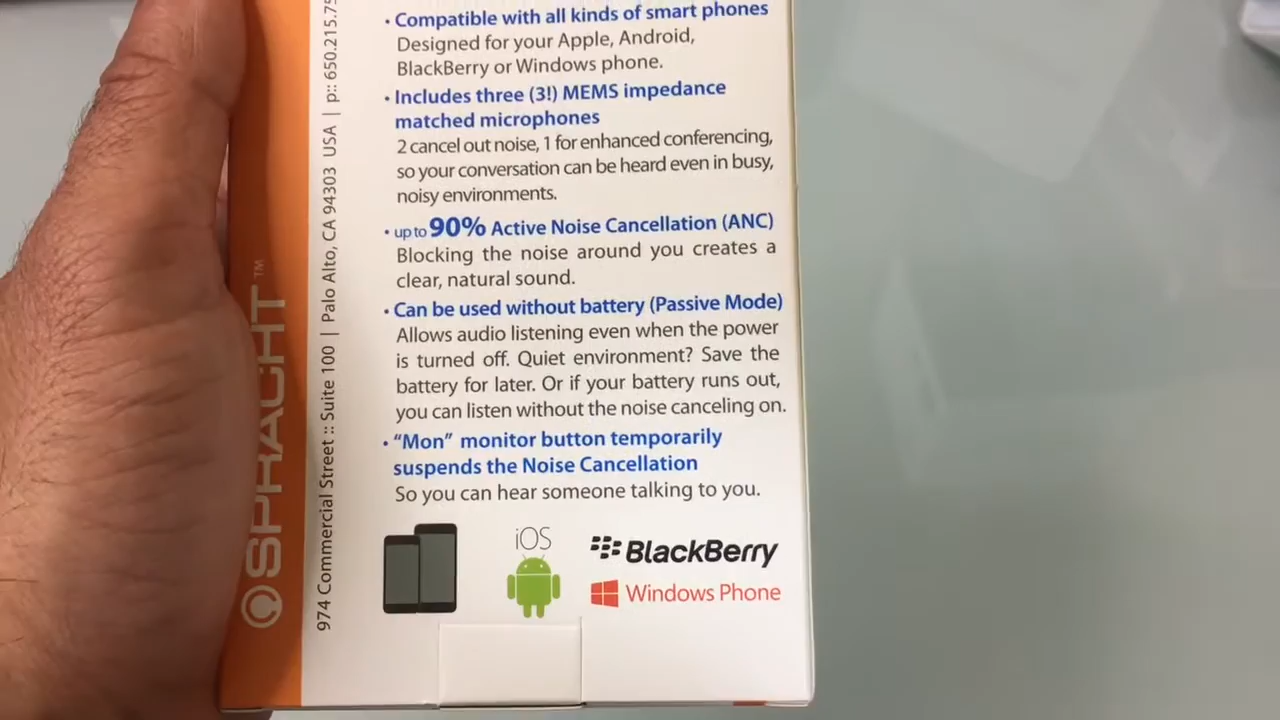 • Compatible with all kinds of smart phones
Designed for your Apple, Android,
BlackBerry or Windows phone.
• Includes three (3!) MEMS impedance
matched microphones
2 cancel out noise, 1 for enhanced conferencing,
so your conversation can be heard even in busy,
noisy environments.
• up to 90% Active Noise Cancellation (ANC)
Blocking the noise around you creates a
clear, natural sound.
• Can be used without battery (Passive Mode)
Allows audio listening even when the power
is turned off. Quiet environment? Save the
battery for later. Or if your battery runs out,
you can listen without the noise canceling on.
• “Mon” monitor button temporarily
suspends the Noise Cancellation
So you can hear someone talking to you.
iOS
BlackBerry
Windows Phone
SPRACHT™
974 Commercial Street :: Suite 100 | Palo Alto, CA 94303 USA | p:: 650.215.75